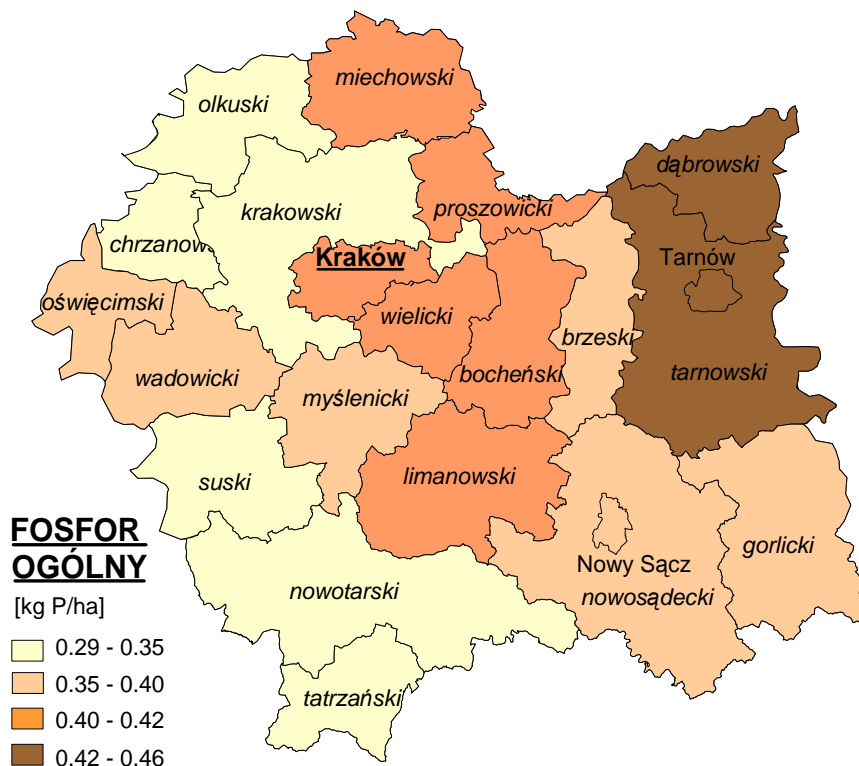 miechowski
olkuski
dąbrowski
krakowski
proszowicki
chrzanow
Kraków
Tarnów
oświęcimski
wielicki
brzeski
wadowicki
bocheński
tarnowski
myślenicki
limanowski
suski
FOSFOR
OGÓLNY
gorlicki
Nowy Sącz
nowosądecki
nowotarski
[kg P/ha]
0.29 - 0.35
0.35 - 0.40
tatrzański
0.40 - 0.42
0.42 - 0.46